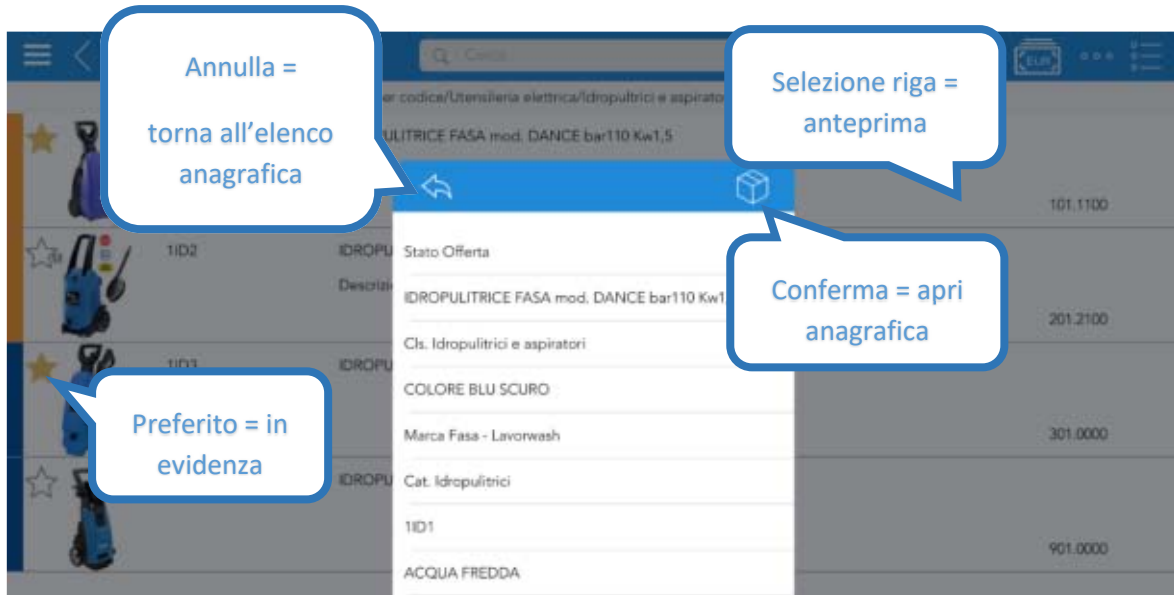 Annulla =
torna all'elenco
anagrafica
Cerca
EUR
Selezione riga =
anteprima
per codice/Utensileria elettrica/Idropulitrici e aspirato
ULITRICE FASA mod. DANCE bar110 Kw1,5
101.1100
1ID2
IDROPU
Descrizi
201.2100
Stato Offerta
IDROPULITRICE FASA mod. DANCE bar110 Kw1
Cls. Idropulitrici e aspiratori
COLORE BLU SCURO
Marca Fasa - Lavorwash
Cat. Idropulitrici
1ID1
ACQUA FREDDA
Conferma = apri
anagrafica
1ID3
IDROPU
301.0000
Preferito = in
evidenza
IDROPU
901.0000